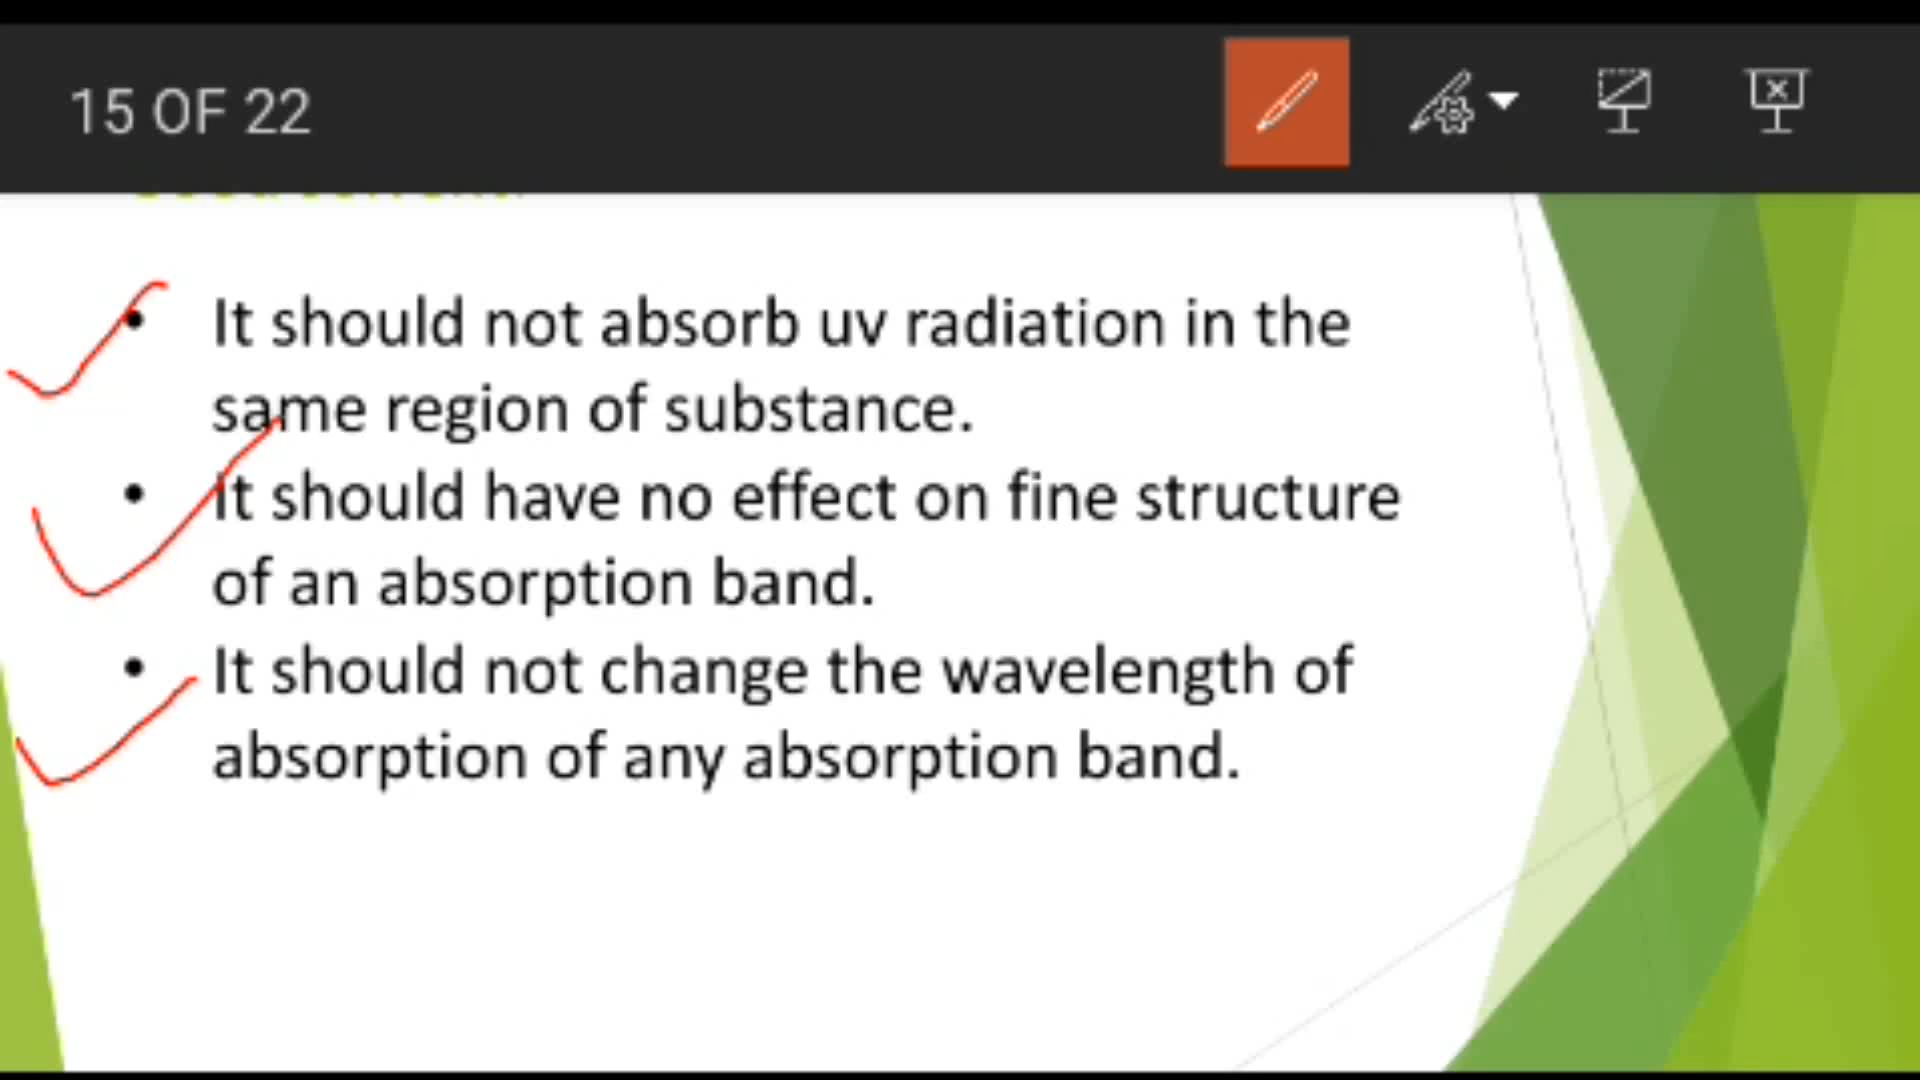 15 OF 22
• It should not absorb uv radiation in the
same region of substance.
• It should have no effect on fine structure
of an absorption band.
• It should not change the wavelength of
absorption of any absorption band.